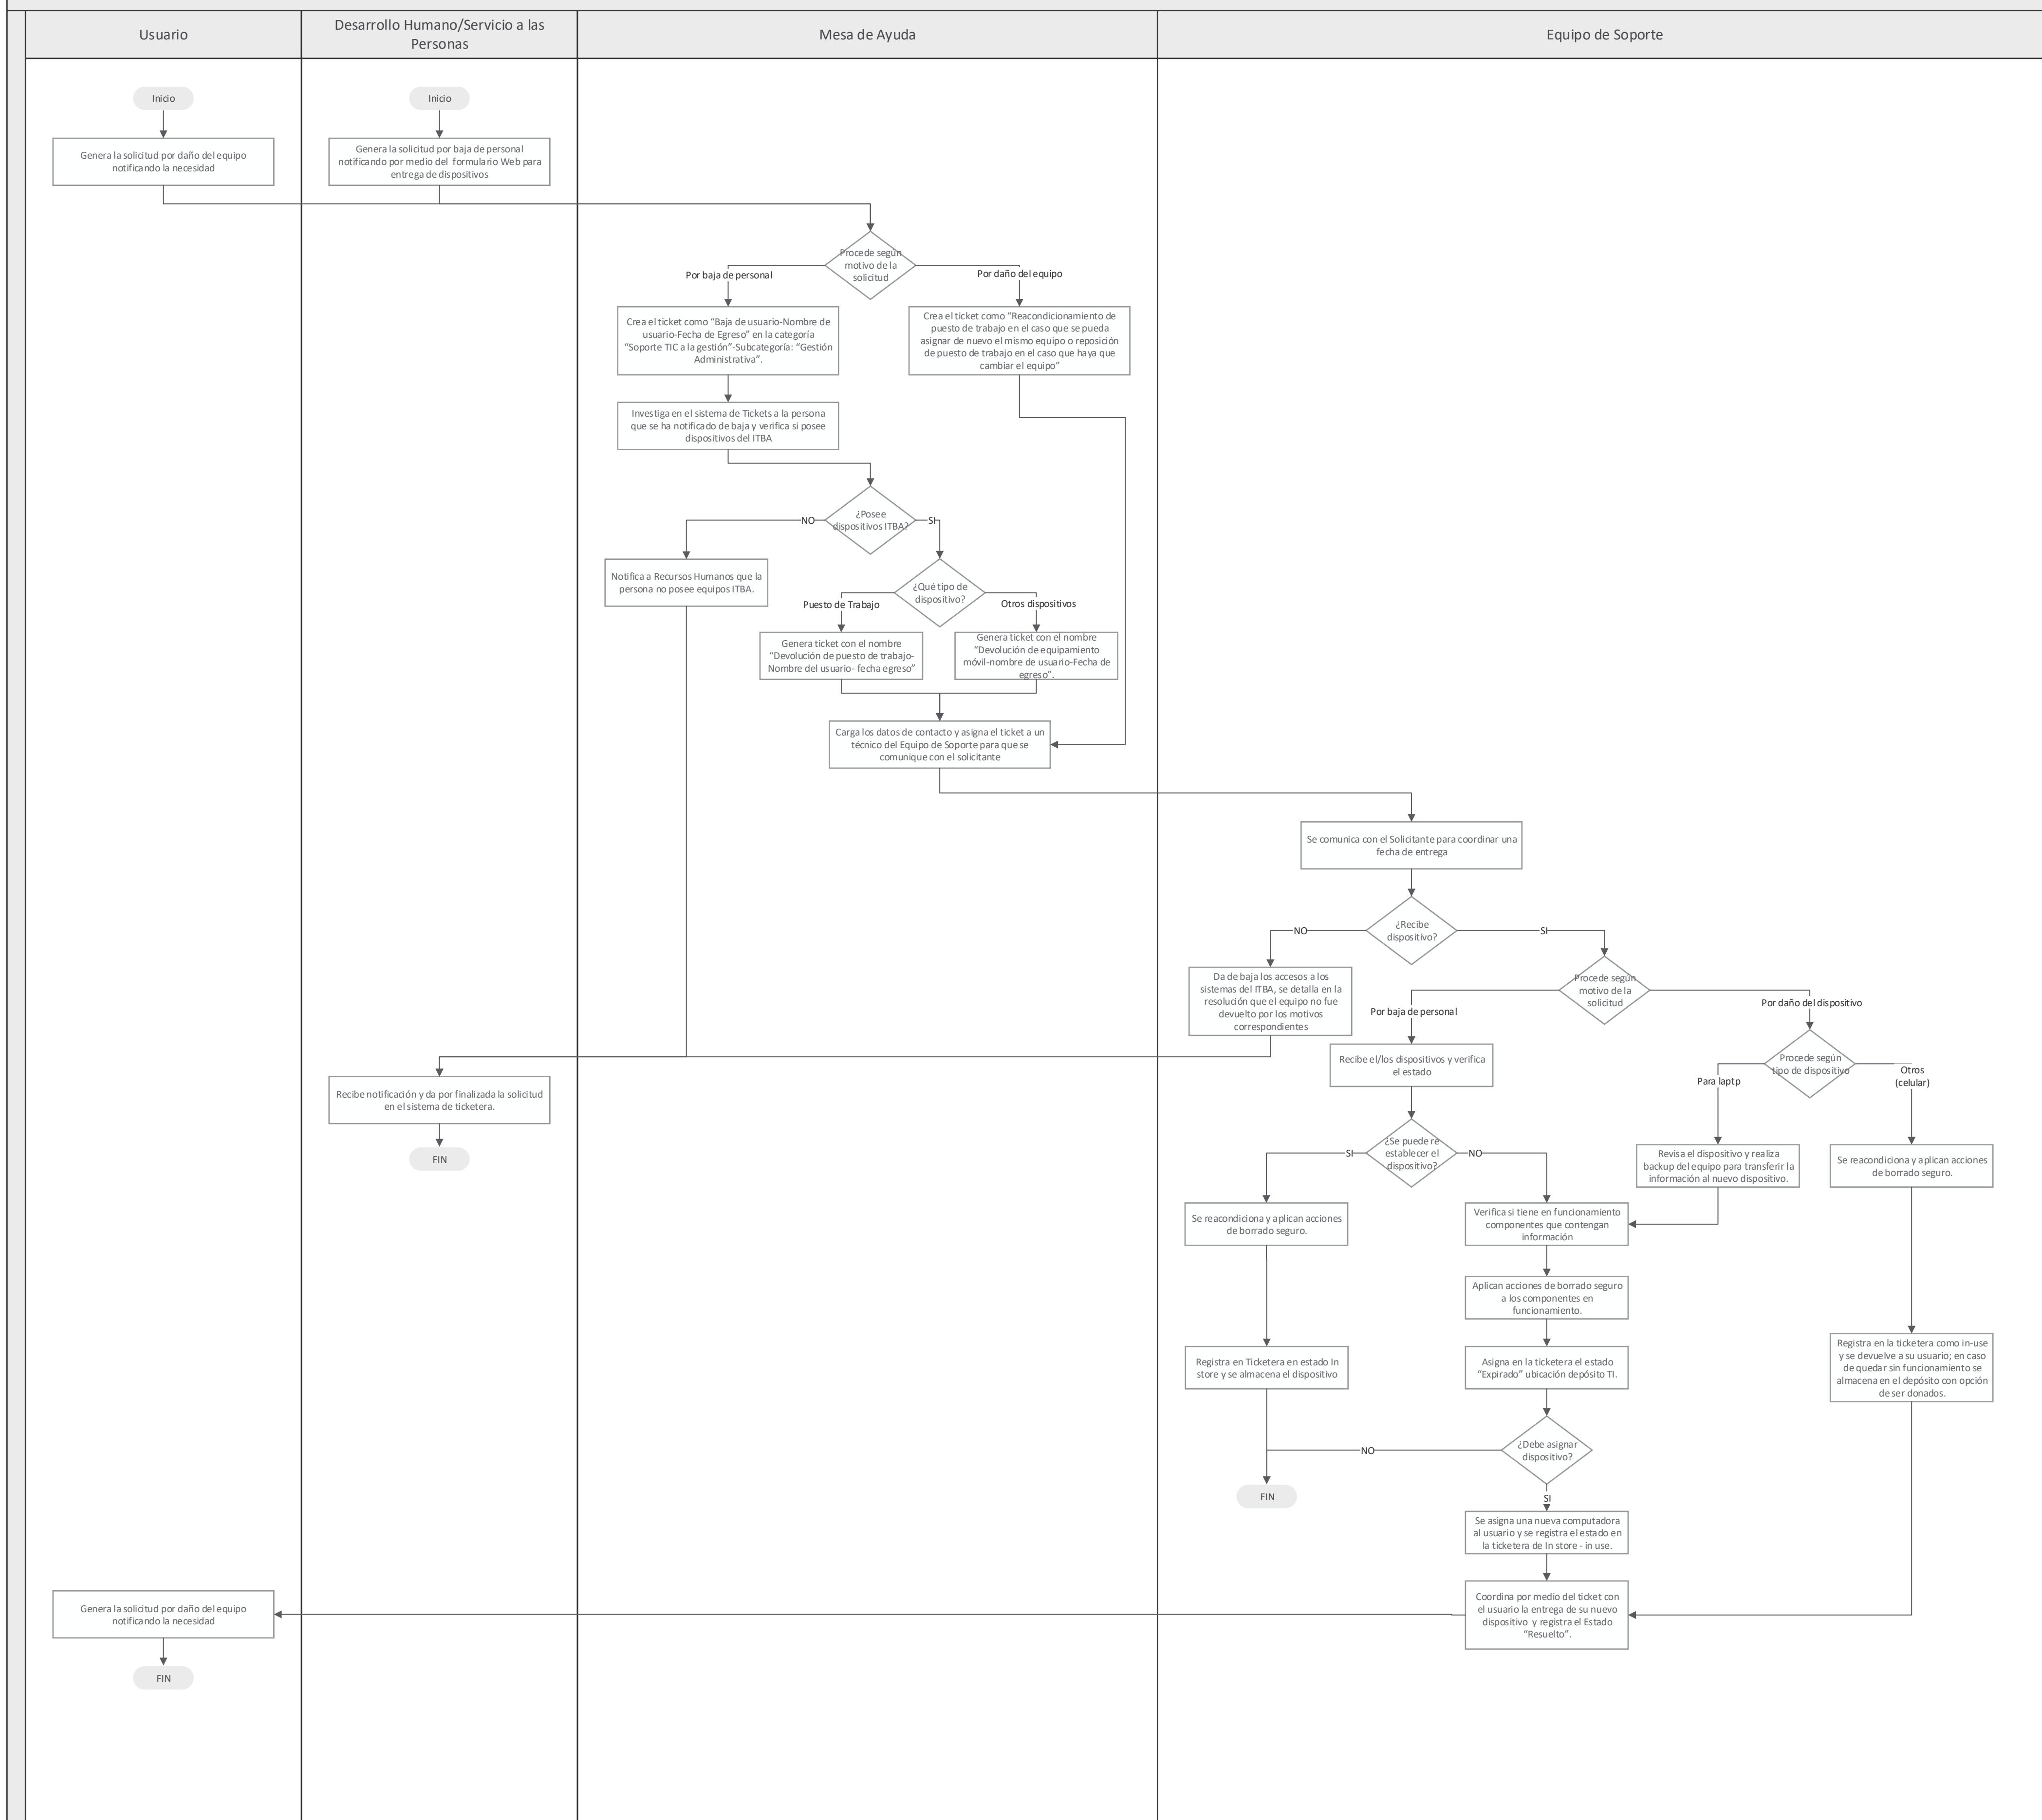 Usuario
Desarrollo Humano/Servicio a las
Personas
Mesa de Ayuda
Equipo de Soporte
Inicio
Inicio
Genera la solicitud por daño del equipo
notificando la necesidad
Genera la solicitud por baja de personal
notificando por medio del formulario Web para
entrega de dispositivos
Procede según
motivo de la
solicitud
Por baja de personal
Por daño del equipo
Crea el ticket como “Baja de usuario-Nombre de
usuario-Fecha de Egreso” en la categoría
“Soporte TIC a la gestión”-Subcategoría: “Gestión
Administrativa”.
Crea el ticket como “Reacondicionamiento de
puesto de trabajo en el caso que se pueda
asignar de nuevo el mismo equipo o reposición
de puesto de trabajo en el caso que haya que
cambiar el equipo”
Investiga en el sistema de Tickets a la persona
que se ha notificado de baja y verifica si posee
dispositivos del ITBA
¿Posee
dispositivos ITBA?
NO
SI
Notifica a Recursos Humanos que la
persona no posee equipos ITBA.
¿Qué tipo de
dispositivo?
Puesto de Trabajo
Otros dispositivos
Genera ticket con el nombre
“Devolución de puesto de trabajo-
Nombre del usuario- fecha egreso”
Genera ticket con el nombre
“Devolución de equipamiento
móvil-nombre de usuario-Fecha de
egreso”.
Carga los datos de contacto y asigna el ticket a un
técnico del Equipo de Soporte para que se
comunique con el solicitante
Se comunica con el Solicitante para coordinar una
fecha de entrega
¿Recibe
dispositivo?
NO
SI
Da de baja los accesos a los
sistemas del ITBA, se detalla en la
resolución que el equipo no fue
devuelto por los motivos
correspondientes
Procede según
motivo de la
solicitud
Por baja de personal
Por daño del dispositivo
Recibe el/los dispositivos y verifica
el estado
Procede según
tipo de dispositivo
Para laptp
Otros
(celular)
Recibe notificación y da por finalizada la solicitud
en el sistema de ticketera.
FIN
¿Se puede re
establecer el
dispositivo?
SI
NO
Revisa el dispositivo y realiza
backup del equipo para transferir la
información al nuevo dispositivo.
Se reacondiciona y aplican acciones
de borrado seguro.
Se reacondiciona y aplican acciones
de borrado seguro.
Verifica si tiene en funcionamiento
componentes que contengan
información
Aplican acciones de borrado seguro
a los componentes en
funcionamiento.
Registra en Ticketera en estado In
store y se almacena el dispositivo
Asigna en la ticketera el estado
“Expirado” ubicación depósito TI.
Registra en la ticketera como in-use
y se devuelve a su usuario; en caso
de quedar sin funcionamiento se
almacena en el depósito con opción
de ser donados.
¿Debe asignar
dispositivo?
NO
SI
FIN
Se asigna una nueva computadora
al usuario y se registra el estado en
la ticketera de In store - in use.
Coordina por medio del ticket con
el usuario la entrega de su nuevo
dispositivo y registra el Estado
“Resuelto”.
Genera la solicitud por daño del equipo
notificando la necesidad
FIN